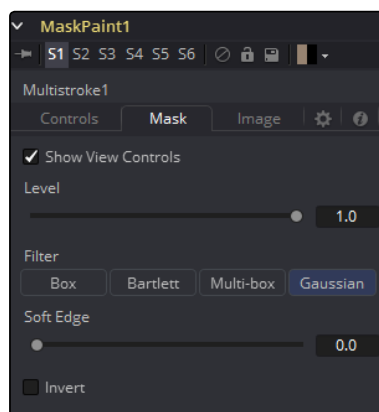 MaskPaint1
S1 S2 S3 S4 S5 S6
Multistroke1
Controls Mask Image
Show View Controls
Level
1.0
Filter
Box Bartlett Multi-box Gaussian
Soft Edge
0.0
Invert